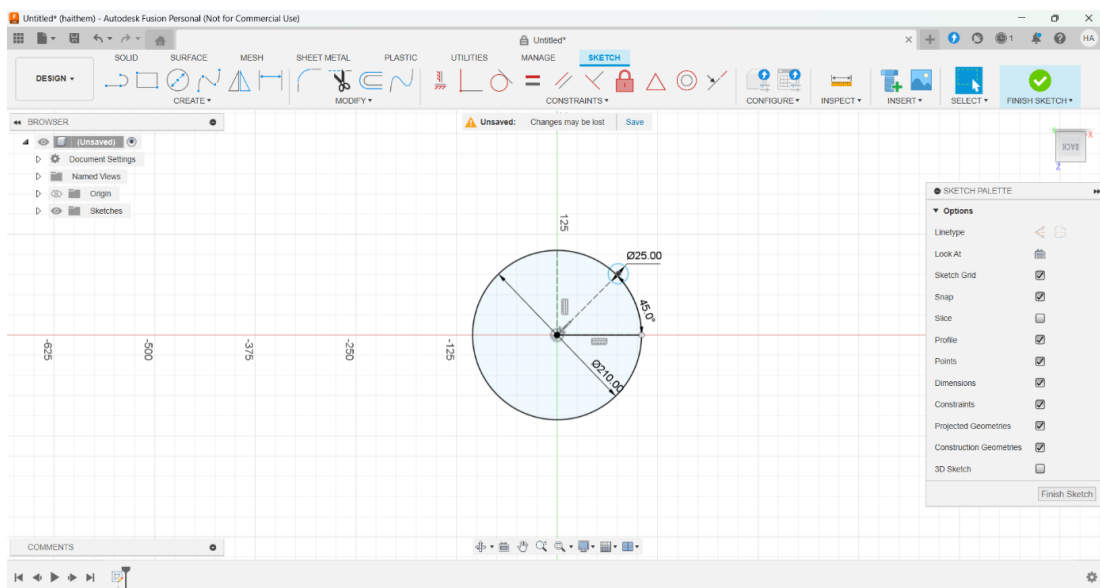 Untitled* (haithem) - Autodesk Fusion Personal (Not for Commercial Use)
Untitled*
1
HA
DESIGN
SOLID SURFACE MESH SHEET METAL PLASTIC UTILITIES MANAGE SKETCH
CREATE MODIFY CONSTRAINTS CONFIGURE INSPECT INSERT SELECT FINISH SKETCH
BROWSER
Unsaved: Changes may be lost Save
(Unsaved)
Document Settings
Named Views
Origin
Sketches
BACK
X
Z
125
Ø25.00
45.0°
Ø210.00
-625 -500 -375 -250 -125
SKETCH PALETTE
Options
Linetype
Look At
Sketch Grid
Snap
Slice
Profile
Points
Dimensions
Constraints
Projected Geometries
Construction Geometries
3D Sketch
Finish Sketch
COMMENTS